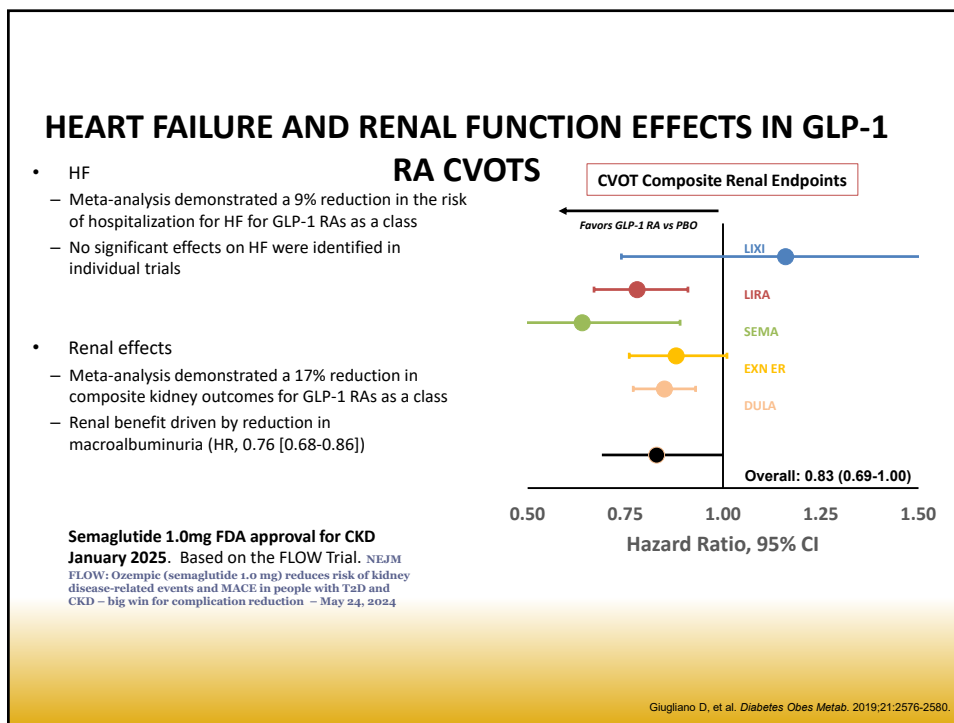 HEART FAILURE AND RENAL FUNCTION EFFECTS IN GLP-1
RA CVOTS
• HF
– Meta-analysis demonstrated a 9% reduction in the risk
of hospitalization for HF for GLP-1 RAs as a class
– No significant effects on HF were identified in
individual trials
• Renal effects
– Meta-analysis demonstrated a 17% reduction in
composite kidney outcomes for GLP-1 RAs as a class
– Renal benefit driven by reduction in
macroalbuminuria (HR, 0.76 [0.68-0.86])
Semaglutide 1.0mg FDA approval for CKD
January 2025. Based on the FLOW Trial. NEJM
FLOW: Ozempic (semaglutide 1.0 mg) reduces risk of kidney
disease-related events and MACE in people with T2D and
CKD – big win for complication reduction – May 24, 2024
CVOT Composite Renal Endpoints
Favors GLP-1 RA vs PBO
LIXI
LIRA
SEMA
EXN ER
DULA
Overall: 0.83 (0.69-1.00)
0.50 0.75 1.00 1.25 1.50
Hazard Ratio, 95% CI
Giugliano D, et al. Diabetes Obes Metab. 2019;21:2576-2580.